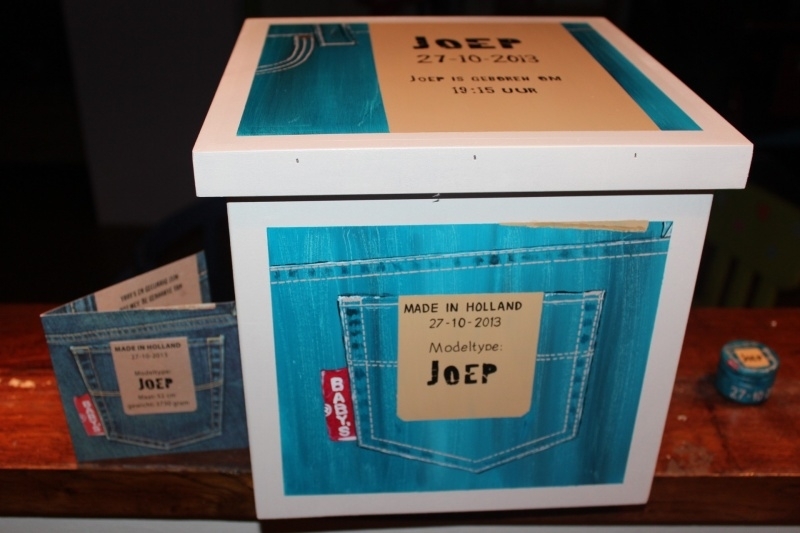 JOEP
27-10-2013
JOEP IS GEBOREN OM
19:15 UUR
MADE IN HOLLAND
27-10-2013
Modeltype:
JOEP
BABY'S
MADE IN HOLLAND
27-10-2013
Modeltype:
JOEP
BABY'S
JOEP
27-10